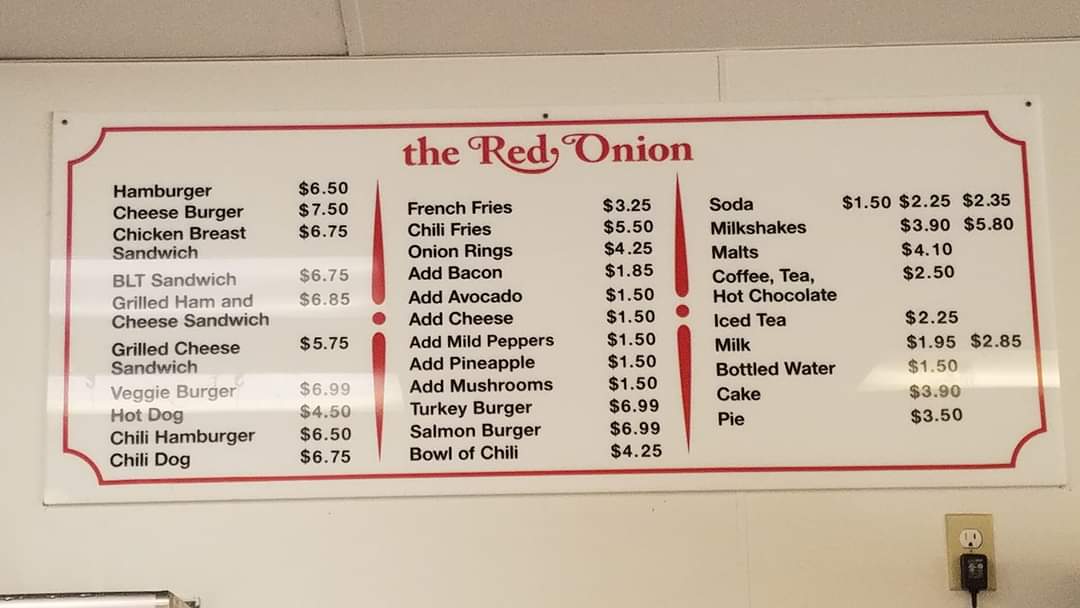 the Red Onion
Hamburger $6.50
Cheese Burger $7.50
Chicken Breast $6.75
Sandwich
BLT Sandwich $6.75
Grilled Ham and $6.85
Cheese Sandwich
Grilled Cheese $5.75
Sandwich
Veggie Burger $6.99
Hot Dog $4.50
Chili Hamburger $6.50
Chili Dog $6.75
French Fries $3.25
Chili Fries $5.50
Onion Rings $4.25
Add Bacon $1.85
Add Avocado $1.50
Add Cheese $1.50
Add Mild Peppers $1.50
Add Pineapple $1.50
Add Mushrooms $1.50
Turkey Burger $6.99
Salmon Burger $6.99
Bowl of Chili $4.25
Soda $1.50 $2.25 $2.35
Milkshakes $3.90 $5.80
Malts $4.10
Coffee, Tea, $2.50
Hot Chocolate
Iced Tea $2.25
Milk $1.95 $2.85
Bottled Water $1.50
Cake $3.90
Pie $3.50